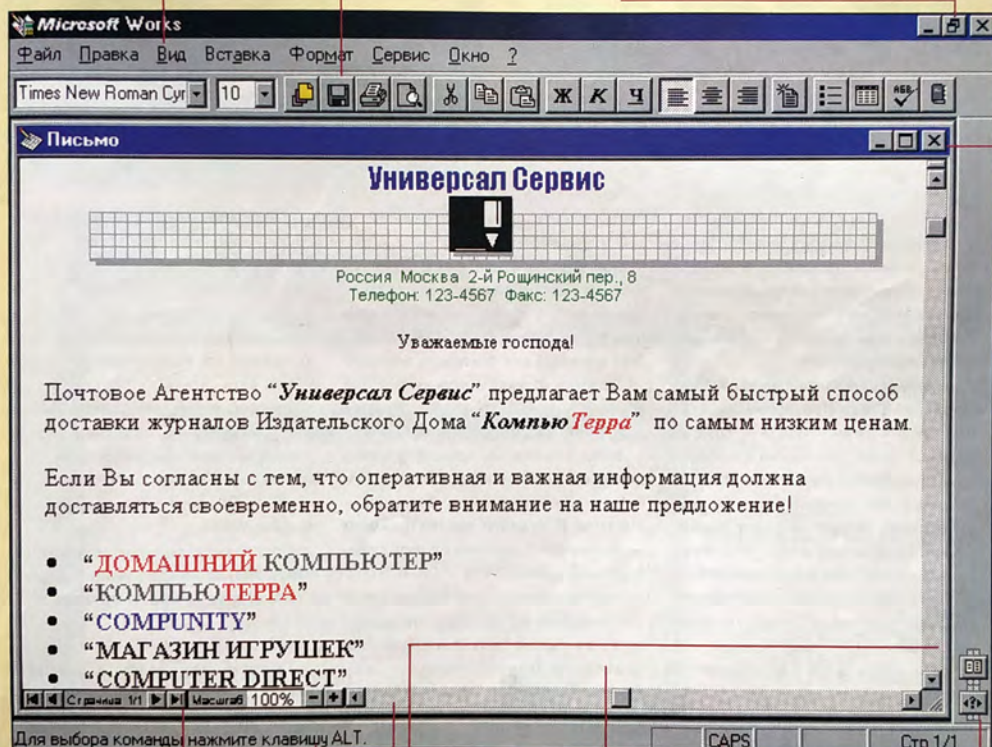 Microsoft Works
Файл Правка Вид Вставка Формат Сервис Окно ?
Times New Roman Cyr 10 Ж К Ч АБВ
Письмо
Универсал Сервис
Россия Москва 2-й Рощинский пер., 8
Телефон: 123-4567 Факс: 123-4567
Уважаемые господа!
Почтовое Агентство “Универсал Сервис” предлагает Вам самый быстрый способ
доставки журналов Издательского Дома “КомпьюТерра” по самым низким ценам.
Если Вы согласны с тем, что оперативная и важная информация должна
доставляться своевременно, обратите внимание на наше предложение!
• “ДОМАШНИЙ КОМПЬЮТЕР”
• “КОМПЬЮТЕРРА”
• “COMPUNITY”
• “МАГАЗИН ИГРУШЕК”
• “COMPUTER DIRECT”
Страница 1/1 Масштаб 100%
Для выбора команды нажмите клавишу ALT. CAPS Стр 1/1